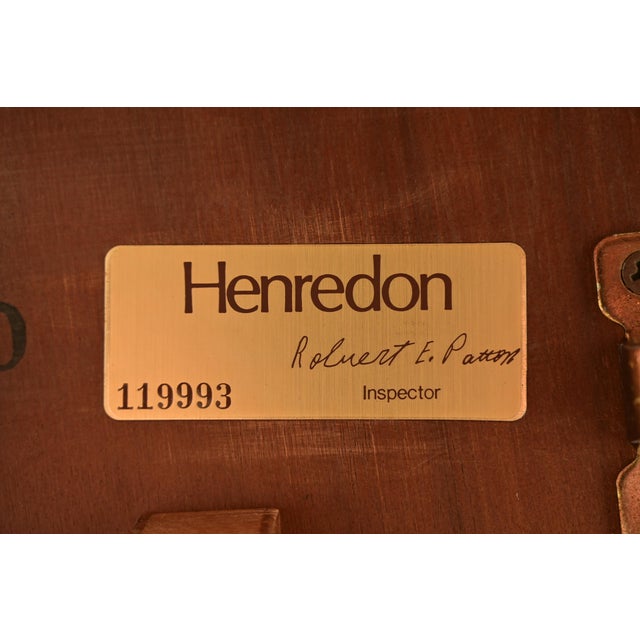 Henredon
Robert E. Patton
119993
Inspector